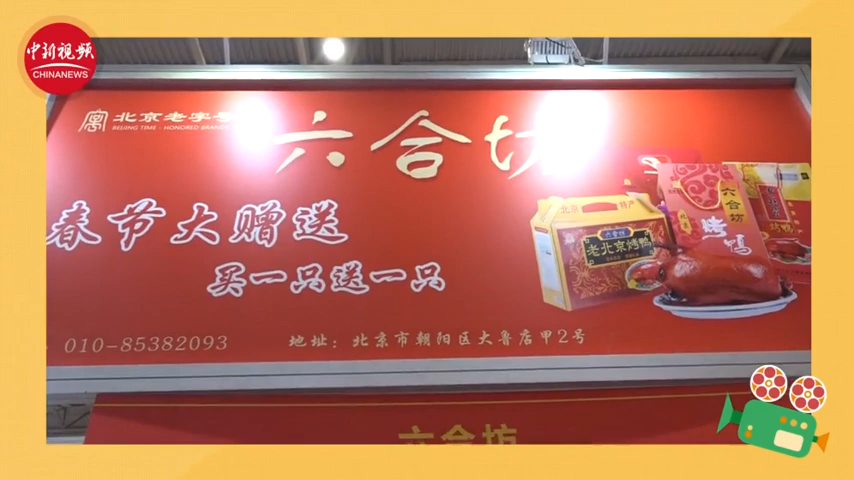 中新视频
CHINANEWS
北京老字号
BEIJING TIME-HONORED BRAND
六合坊
春节大赠送
买一只送一只
北京 特产
六合坊
老北京烤鸭
六合坊
烤鸭
010-85382093
地址：北京市朝阳区大鲁店甲2号
六合坊